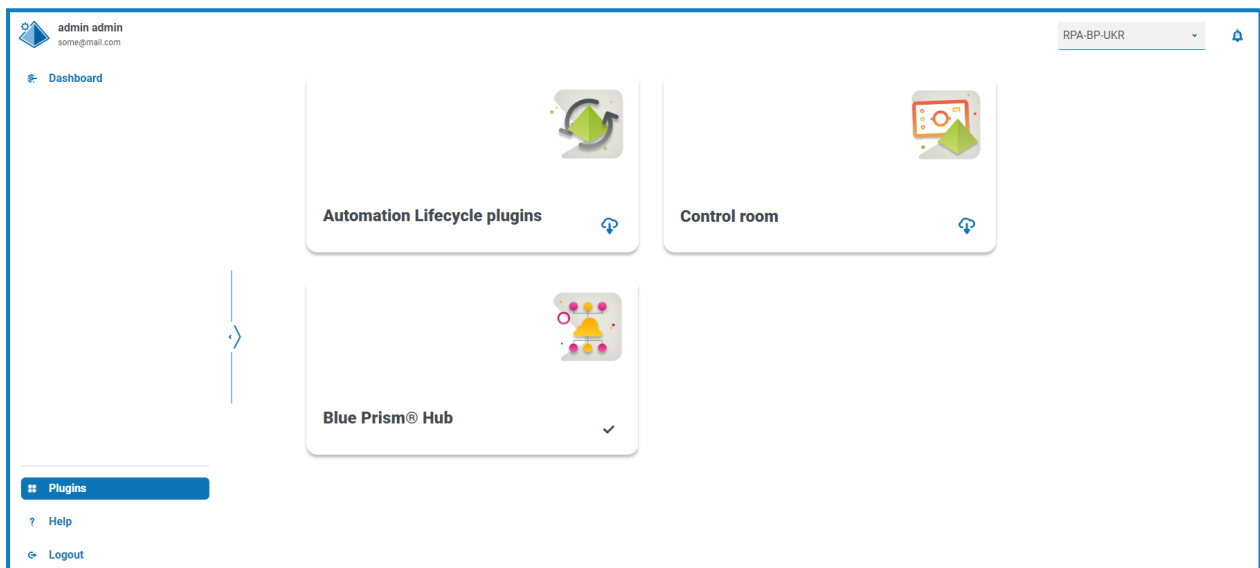 admin admin
some@mail.com
RPA-BP-UKR
Dashboard
Automation Lifecycle plugins
Control room
Blue Prism® Hub
Plugins
? Help
Logout